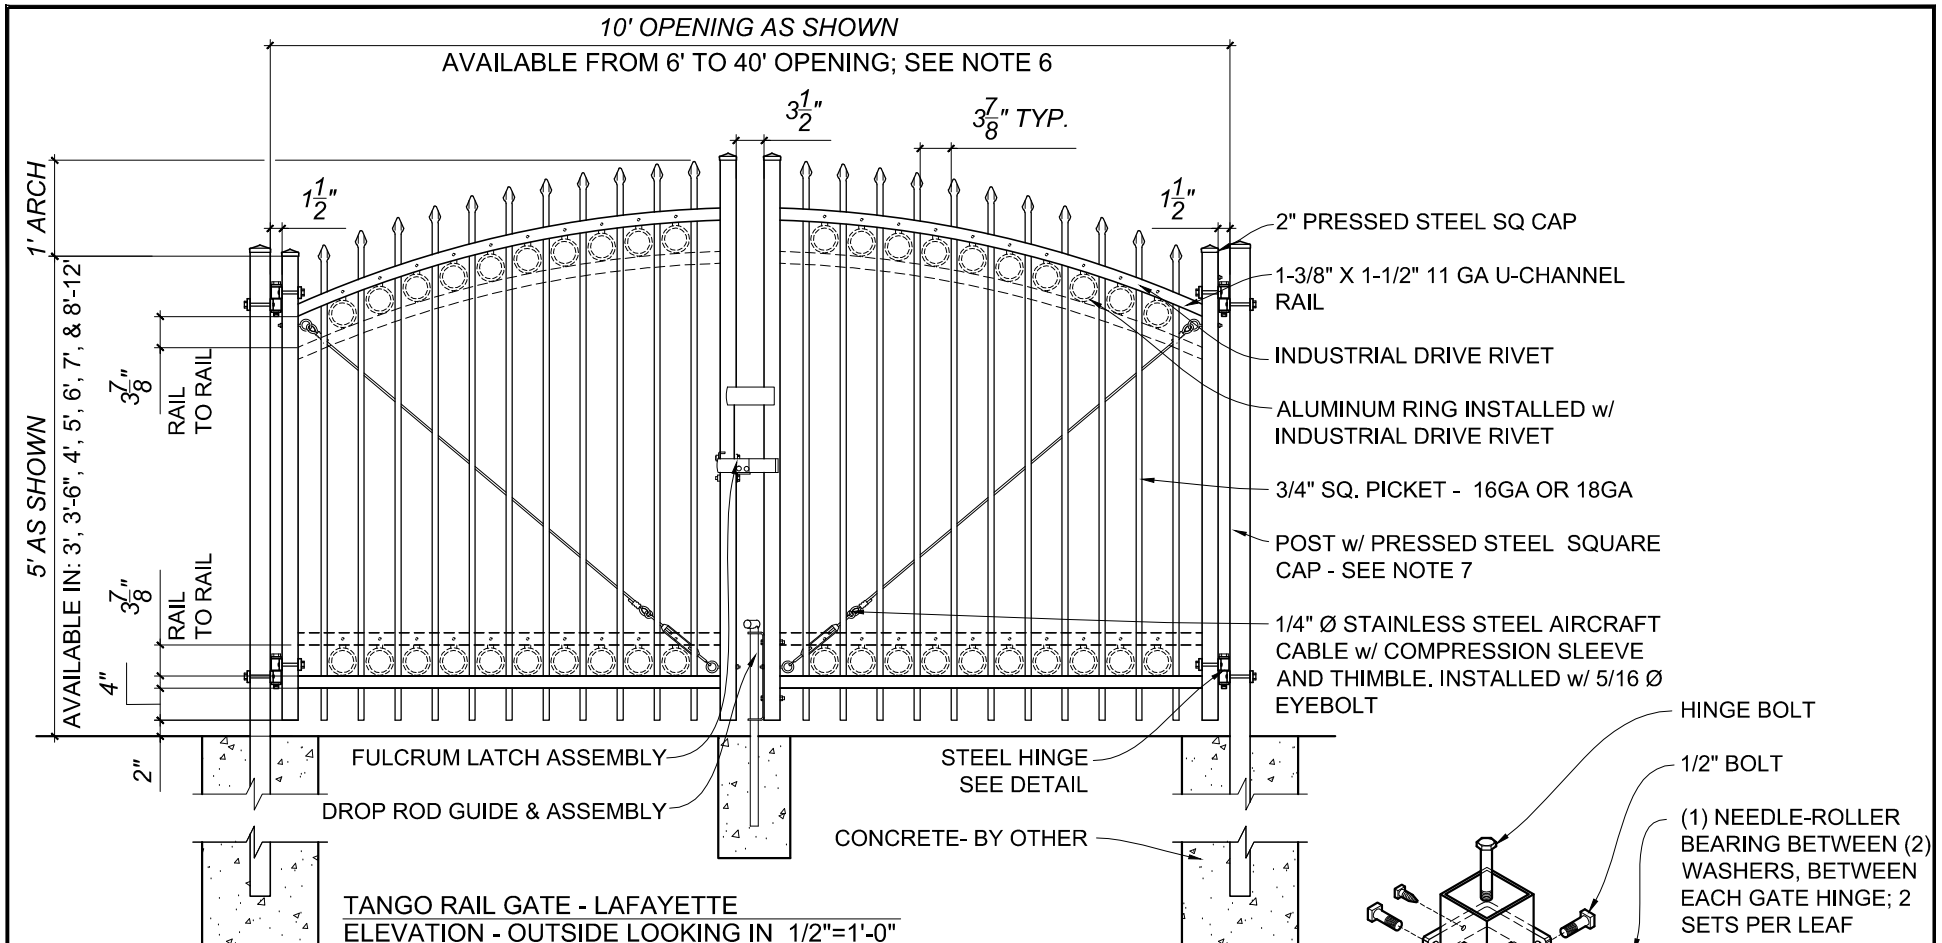 10' OPENING AS SHOWN
AVAILABLE FROM 6' TO 40' OPENING; SEE NOTE 6
3 1/2"
3 7/8" TYP.
1' ARCH
1 1/2"
1 1/2"
5' AS SHOWN
AVAILABLE IN: 3', 3'-6", 4', 5', 6', 7', & 8'-12'
3 7/8"
RAIL
TO RAIL
3 7/8"
RAIL
TO RAIL
4"
2"
2" PRESSED STEEL SQ CAP
1-3/8" X 1-1/2" 11 GA U-CHANNEL
RAIL
INDUSTRIAL DRIVE RIVET
ALUMINUM RING INSTALLED w/
INDUSTRIAL DRIVE RIVET
3/4" SQ. PICKET - 16GA OR 18GA
POST w/ PRESSED STEEL SQUARE
CAP - SEE NOTE 7
1/4" Ø STAINLESS STEEL AIRCRAFT
CABLE w/ COMPRESSION SLEEVE
AND THIMBLE. INSTALLED w/ 5/16 Ø
EYEBOLT
FULCRUM LATCH ASSEMBLY
DROP ROD GUIDE & ASSEMBLY
STEEL HINGE
SEE DETAIL
CONCRETE- BY OTHER
HINGE BOLT
1/2" BOLT
(1) NEEDLE-ROLLER
BEARING BETWEEN (2)
WASHERS, BETWEEN
EACH GATE HINGE; 2
SETS PER LEAF
TANGO RAIL GATE - LAFAYETTE
ELEVATION - OUTSIDE LOOKING IN 1/2"=1'-0"